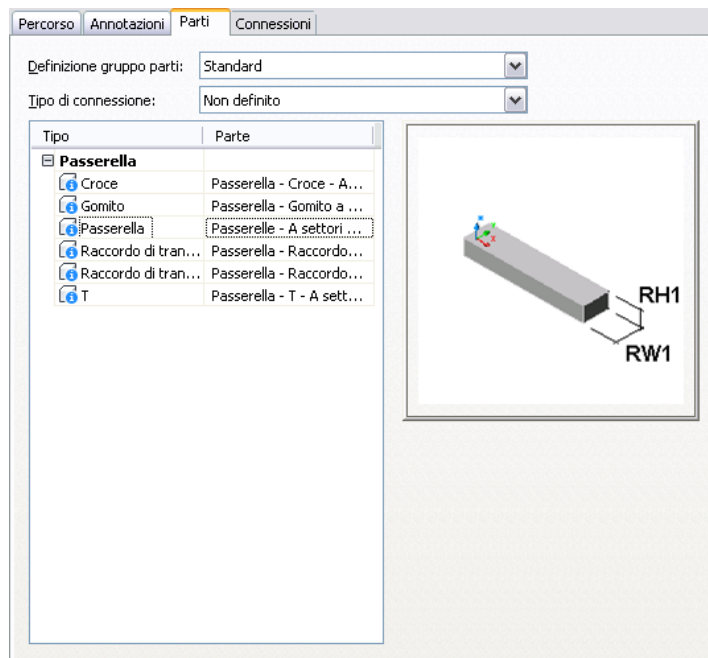 Percorso Annotazioni Parti Connessioni
Definizione gruppo parti: Standard
Tipo di connessione: Non definito
Tipo Parte
Passerella
Croce Passerella - Croce - A...
Gomito Passerella - Gomito a ...
Passerella Passerelle - A settori ...
Raccordo di tran... Passerella - Raccordo...
Raccordo di tran... Passerella - Raccordo...
T Passerella - T - A sett...
RH1
RW1